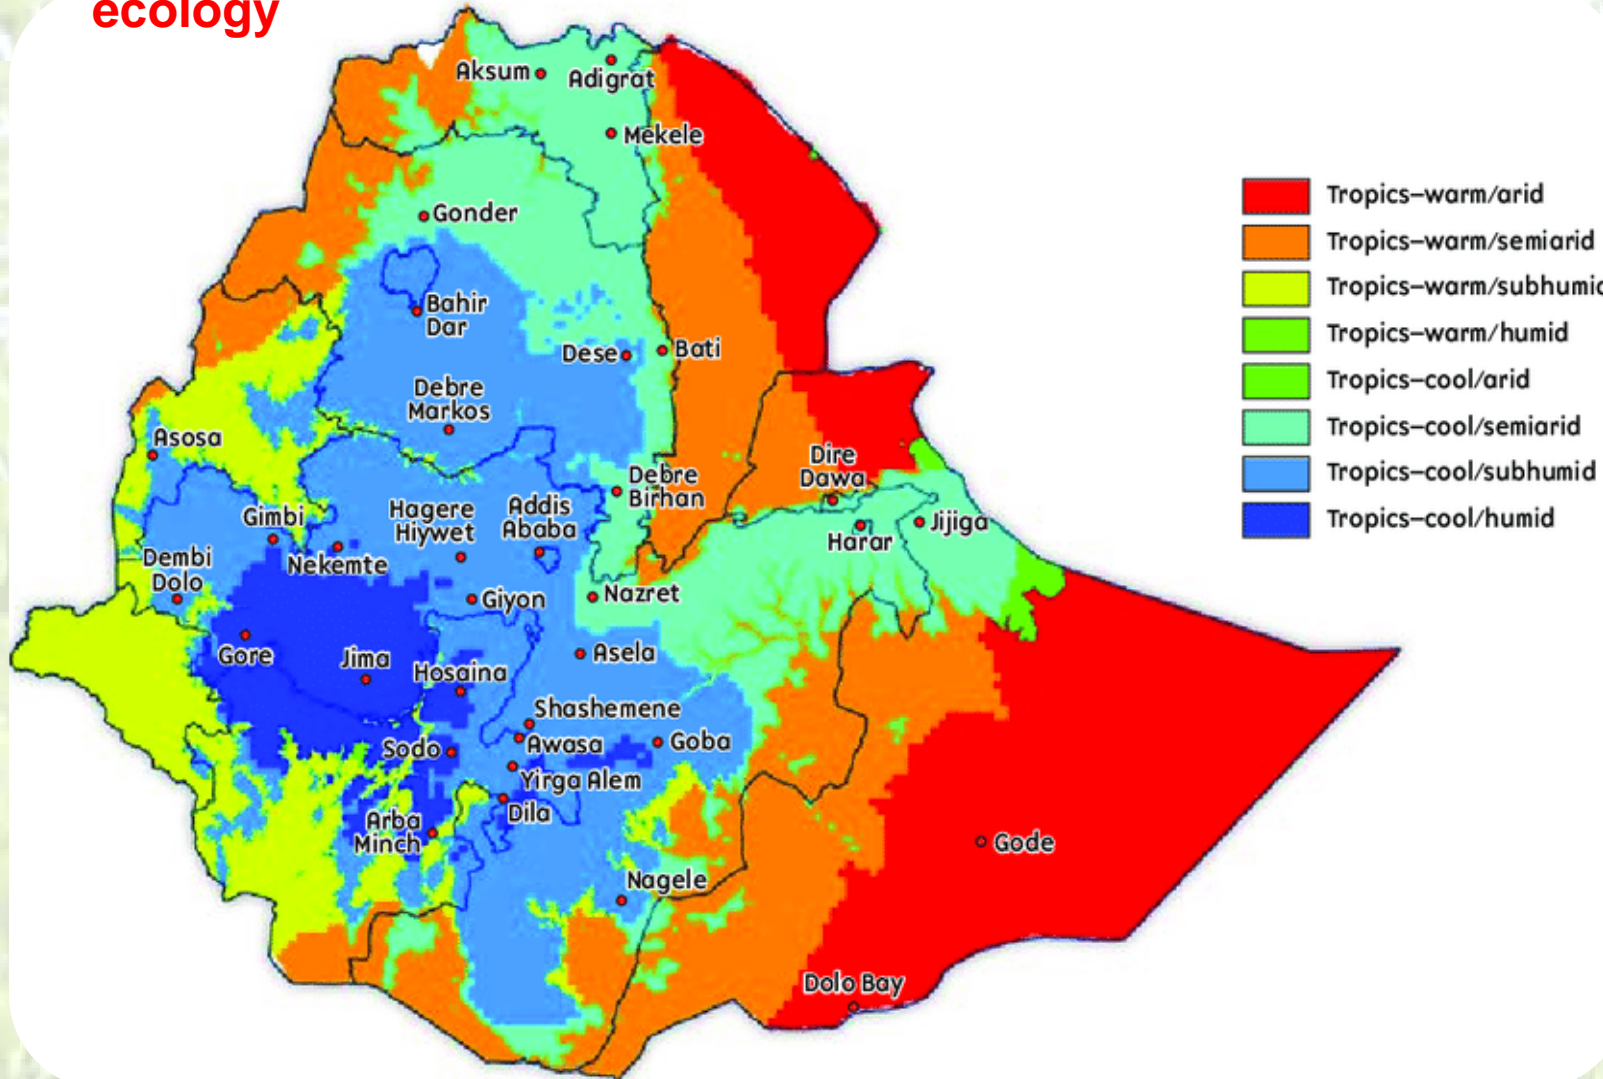 ecology
Aksum
Adigrat
Mekele
Gonder
Bahir
Dar
Dese
Bati
Debre
Markos
Asosa
Dire
Dawa
Debre
Birhan
Gimbi
Hagere
Hiywet
Addis
Ababa
Harar
Jijiga
Dembi
Dolo
Nekemte
Giyon
Nazret
Gore
Jima
Hosaina
Asela
Shashemene
Sodo
Awasa
Goba
Yirga Alem
Dila
Arba
Minch
Gode
Nagele
Dolo Bay
Tropics–warm/arid
Tropics–warm/semiarid
Tropics–warm/subhumid
Tropics–warm/humid
Tropics–cool/arid
Tropics–cool/semiarid
Tropics–cool/subhumid
Tropics–cool/humid